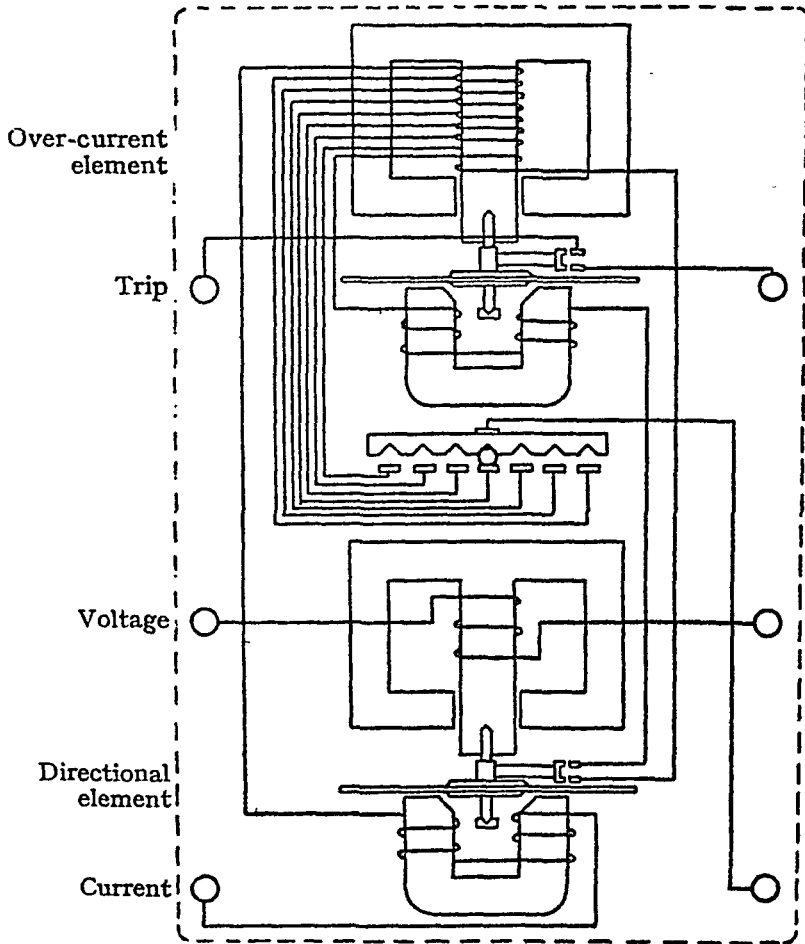 Over-current
element
Trip
Voltage
Directional
element
Current